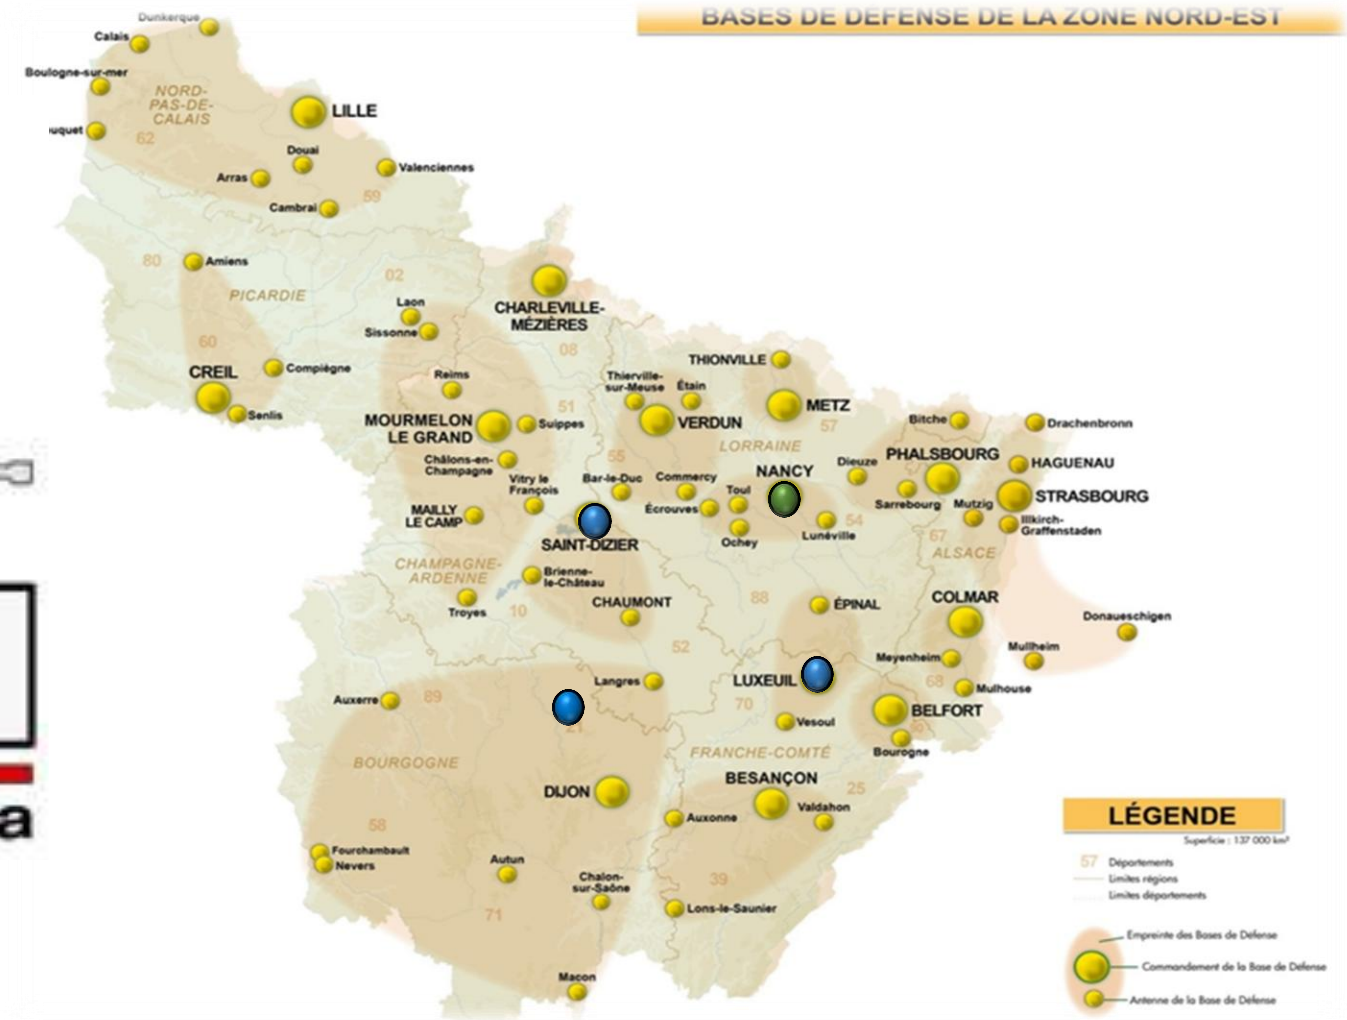 BASES DE DÉFENSE DE LA ZONE NORD-EST
Dunkerque
Calais
Boulogne-sur-mer
NORD-
PAS-DE-
CALAIS
LILLE
uquet
62
Douai
Valenciennes
Arras
59
Cambrai
80
Amiens
02
PICARDIE
Laon
CHARLEVILLE-
MÉZIÈRES
Sissonne
60
08
THIONVILLE
CREIL
Compiègne
Reims
Thierville-
sur-Meuse
Étain
Senlis
51
METZ
MOURMELON
LE GRAND
Suippes
VERDUN
57
Bitche
Drachenbronn
LORRAINE
55
Châlons-en-
Champagne
Dieuze
PHALSBOURG
HAGUENAU
Vitry le
François
Bar-le-Duc
Commercy
NANCY
Toul
Sarrebourg
Mutzig
STRASBOURG
MAILLY
LE CAMP
Écrouves
54
Illkirch-
Graffenstaden
Ochey
Lunéville
67
SAINT-DIZIER
ALSACE
CHAMPAGNE-
ARDENNE
Brienne-
le-Château
COLMAR
Troyes
10
CHAUMONT
88
ÉPINAL
Donaueschigen
52
Meyenheim
Mullheim
Langres
LUXEUIL
68
Mulhouse
Auxerre
89
70
BELFORT
21
Vesoul
Bourogne
BOURGOGNE
FRANCHE-COMTÉ
BESANÇON
25
DIJON
Valdahon
Auxonne
58
Fourchambault
Nevers
Autun
Chalon-
sur-Saône
39
71
Lons-le-Saunier
Macon
a
LÉGENDE
Superficie : 137 000 km²
57 Départements
Limites régions
Limites départements
Empreinte des Bases de Défense
Commandement de la Base de Défense
Antenne de la Base de Défense